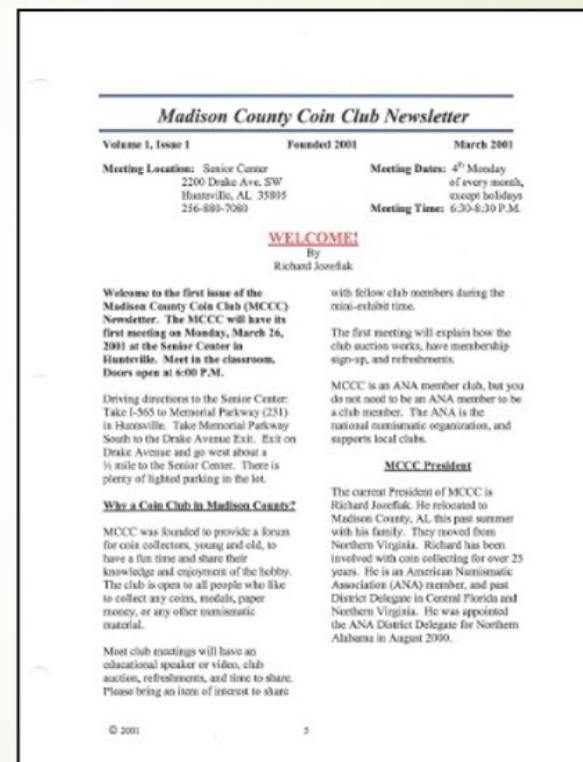 Madison County Coin Club Newsletter
Volume 1, Issue 1 Founded 2001 March 2001
Meeting Location: Senior Center
2200 Drake Ave. SW
Huntsville, AL 35805
256-880-7080
Meeting Dates: 4th Monday
of every month,
except holidays
Meeting Time: 6:30-8:30 P.M.
WELCOME!
By
Richard Jozefiak
Welcome to the first issue of the
Madison County Coin Club (MCCC)
Newsletter. The MCCC will have its
first meeting on Monday, March 26,
2001 at the Senior Center in
Huntsville. Meet in the classroom.
Doors open at 6:00 P.M.
Driving directions to the Senior Center:
Take I-565 to Memorial Parkway (231)
in Huntsville. Take Memorial Parkway
South to the Drake Avenue Exit. Exit on
Drake Avenue and go west about a
½ mile to the Senior Center. There is
plenty of lighted parking in the lot.
Why a Coin Club in Madison County?
MCCC was founded to provide a forum
for coin collectors, young and old, to
have a fun time and share their
knowledge and enjoyment of the hobby.
The club is open to all people who like
to collect any coins, medals, paper
money, or any other numismatic
material.
Most club meetings will have an
educational speaker or video, club
auction, refreshments, and time to share.
Please bring an item of interest to share
with fellow club members during the
mini-exhibit time.
The first meeting will explain how the
club auction works, have membership
sign-up, and refreshments.
MCCC is an ANA member club, but you
do not need to be an ANA member to be
a club member. The ANA is the
national numismatic organization, and
supports local clubs.
MCCC President
The current President of MCCC is
Richard Jozefiak. He relocated to
Madison County, AL this past summer
with his family. They moved from
Northern Virginia. Richard has been
involved with coin collecting for over 25
years. He is an American Numismatic
Association (ANA) member, and past
District Delegate in Central Florida and
Northern Virginia. He was appointed
the ANA District Delegate for Northern
Alabama in August 2000.
© 2001